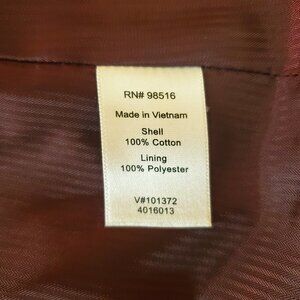 RN# 98516
Made in Vietnam
Shell
100% Cotton
Lining
100% Polyester
V#101372
4016013